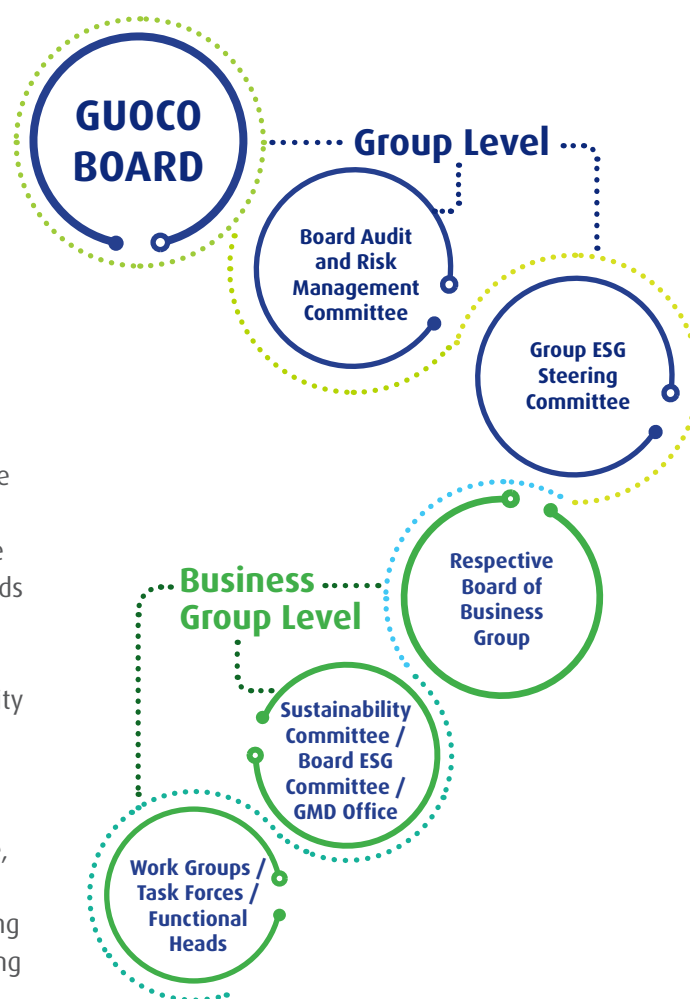 GUOCO
BOARD
Group Level
Board Audit
and Risk
Management
Committee
Group ESG
Steering
Committee
Respective
Board of
Business
Group
Business
Group Level
Sustainability
Committee /
Board ESG
Committee /
GMD Office
Work Groups /
Task Forces /
Functional
Heads